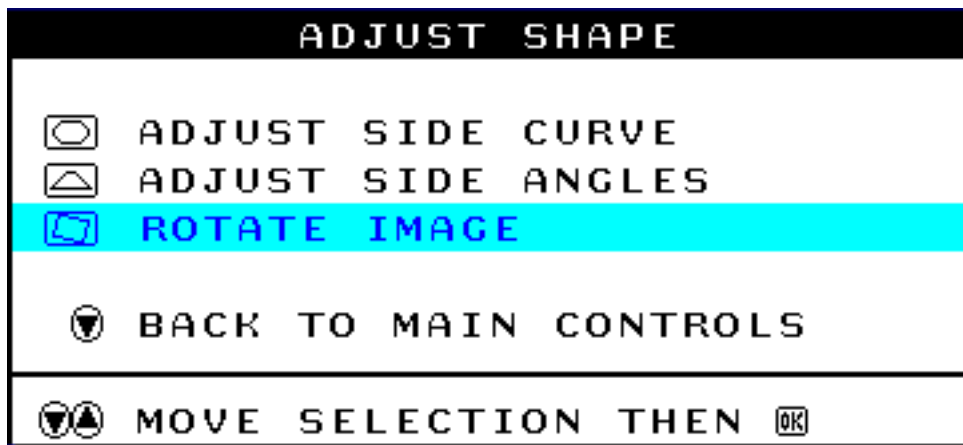 ADJUST SHAPE
ADJUST SIDE CURVE
ADJUST SIDE ANGLES
ROTATE IMAGE
BACK TO MAIN CONTROLS
MOVE SELECTION THEN OK